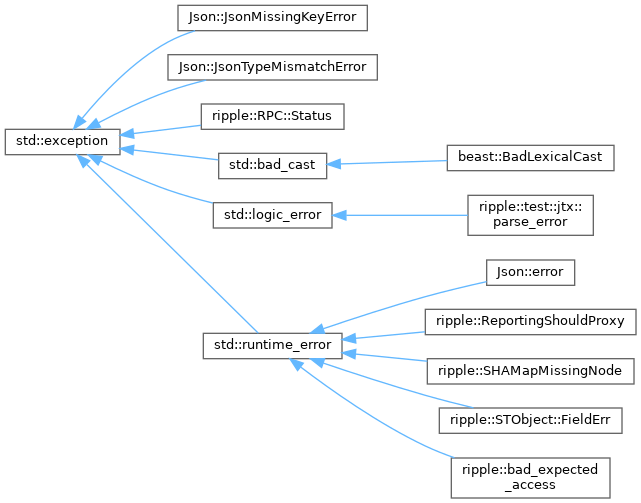 Json::JsonMissingKeyError
Json::JsonTypeMismatchError
ripple::RPC::Status
std::exception
std::bad_cast
beast::BadLexicalCast
std::logic_error
ripple::test::jtx::
parse_error
Json::error
ripple::ReportingShouldProxy
std::runtime_error
ripple::SHAMapMissingNode
ripple::STObject::FieldErr
ripple::bad_expected
_access